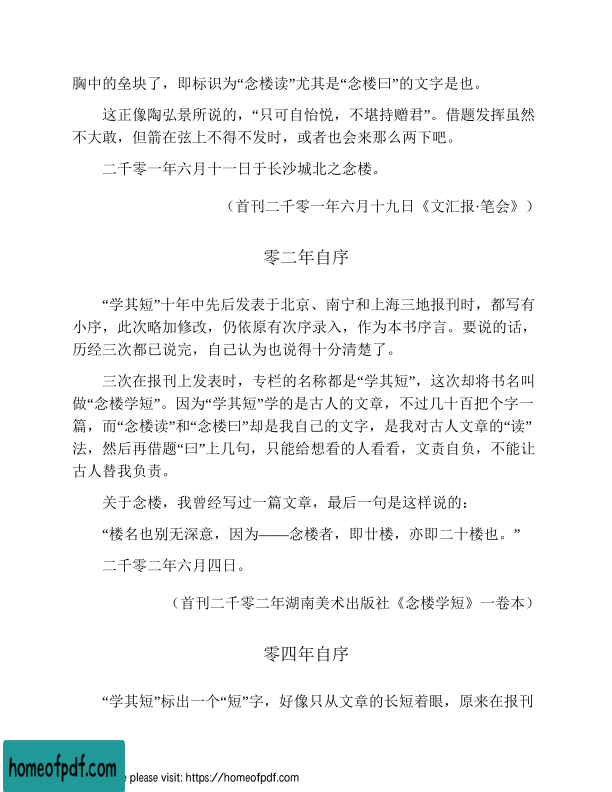 胸中的垒块了，即标识为“念楼读”尤其是“念楼曰”的文字是也。
这正像陶弘景所说的，“只可自怡悦，不堪持赠君”。借题发挥虽然
不大敢，但箭在弦上不得不发时，或者也会来那么两下吧。
二千零一年六月十一日于长沙城北之念楼。
（首刊二千零一年六月十九日《文汇报·笔会》）
零二年自序
“学其短”十年中先后发表于北京、南宁和上海三地报刊时，都写有
小序，此次略加修改，仍依原有次序录入，作为本书序言。要说的话，
历经三次都已说完，自己认为也说得十分清楚了。
三次在报刊上发表时，专栏的名称都是“学其短”，这次却将书名叫
做“念楼学短”。因为“学其短”学的是古人的文章，不过几十百把个字一
篇，而“念楼读”和“念楼曰”却是我自己的文字，是我对古人文章的“读”
法，然后再借题“曰”上几句，只能给想看的人看看，文责自负，不能让
古人替我负责。
关于念楼，我曾经写过一篇文章，最后一句是这样说的：
“楼名也别无深意，因为——念楼者，即廿楼，亦即二十楼也。”
二千零二年六月四日。
（首刊二千零二年湖南美术出版社《念楼学短》一卷本）
零四年自序
“学其短”标出一个“短”字，好像只从文章的长短着眼，原来在报刊
homeofpdf.com
e please visit: https://homeofpdf.com